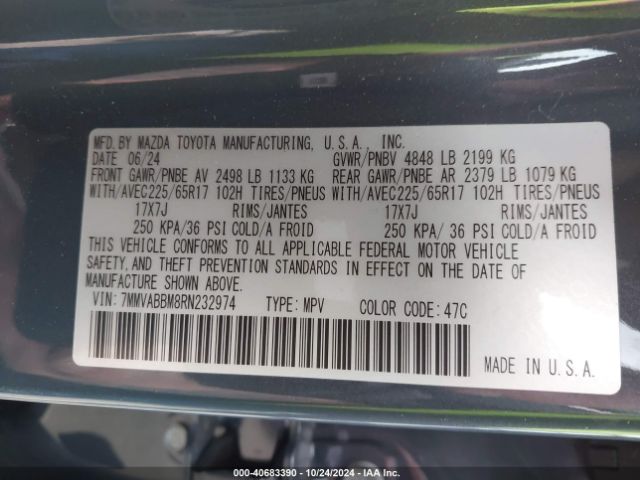 MFD. BY MAZDA TOYOTA MANUFACTURING, U.S.A., INC.
DATE 06/24 GVWR/PNBV 4848 LB 2199 KG
FRONT GAWR/PNBE AV 2498 LB 1133 KG REAR GAWR/PNBE AR 2379 LB 1079 KG
WITH/AVEC225/65R17 102H TIRES/PNEUS WITH/AVEC225/65R17 102H TIRES/PNEUS
17X7J RIMS/JANTES 17X7J RIMS/JANTES
250 KPA/36 PSI COLD/A FROID 250 KPA/ 36 PSI COLD/A FROID
THIS VEHICLE CONFORMS TO ALL APPLICABLE FEDERAL MOTOR VEHICLE
SAFETY,AND THEFT PREVENTION STANDARDS IN EFFECT ON THE DATE OF
MANUFACTURE SHOWN ABOVE.
VIN: 7MMVABBM8RN232974 TYPE: MPV COLOR CODE: 47C
MADE IN U.S.A.
000-40683390 - 10/24/2024 - IAA Inc.